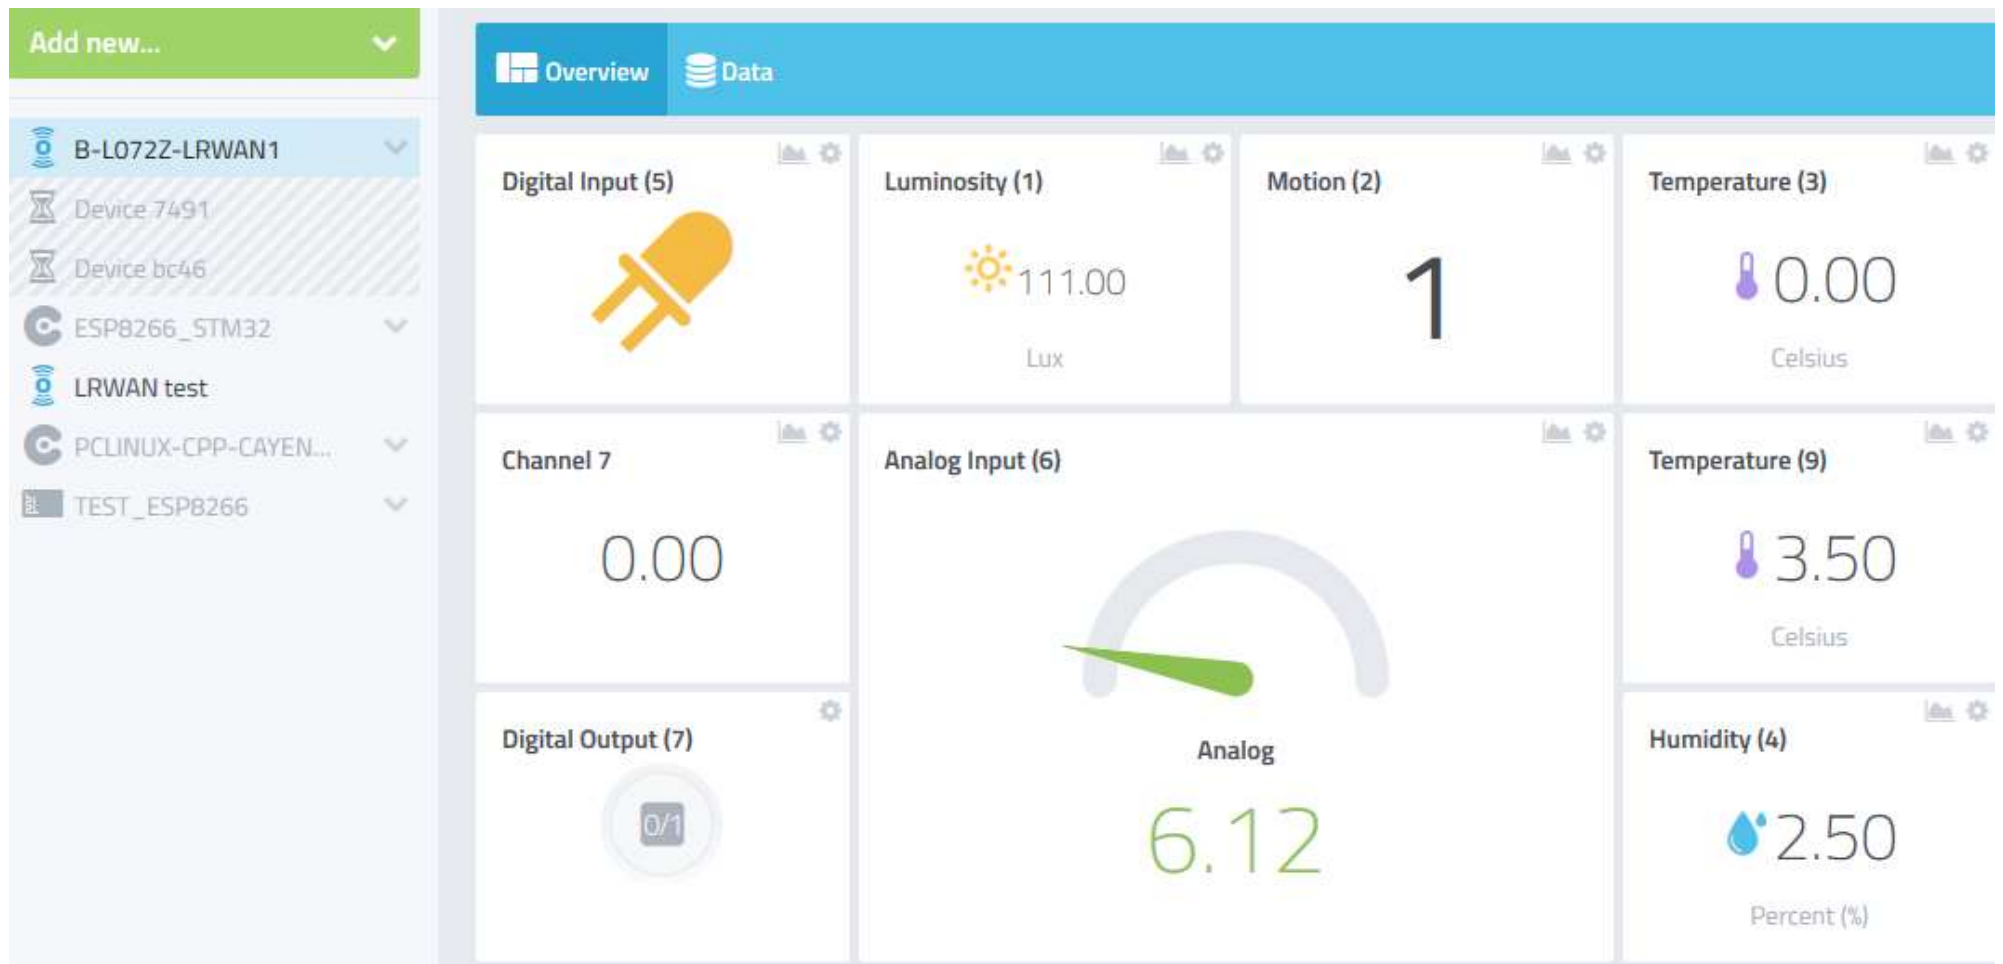 Add new...
B-L072Z-LRWAN1
Device 7491
Device bc46
ESP8266_STM32
LRWAN test
PCLINUX-CPP-CAYEN...
TEST_ESP8266
Overview
Data
Digital Input (5)
Luminosity (1)
111.00
Lux
Motion (2)
1
Temperature (3)
0.00
Celsius
Channel 7
0.00
Analog Input (6)
Analog
6.12
Temperature (9)
3.50
Celsius
Digital Output (7)
0/1
Humidity (4)
2.50
Percent (%)